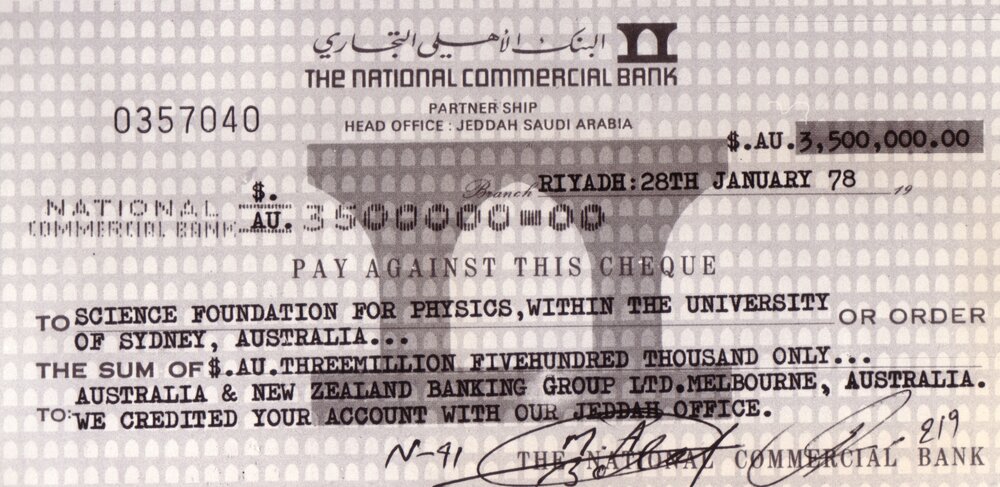 البنك الأهلي التجاري
THE NATIONAL COMMERCIAL BANK
PARTNER SHIP
HEAD OFFICE : JEDDAH SAUDI ARABIA
0357040
$.AU.3,500,000.00
Branch RIYADH:28TH JANUARY 78 19
NATIONAL COMMERCIAL BANK
$.AU. 3500000=00
PAY AGAINST THIS CHEQUE
TO SCIENCE FOUNDATION FOR PHYSICS,WITHIN THE UNIVERSITY OR ORDER
OF SYDNEY, AUSTRALIA...
THE SUM OF $.AU.THREEMILLION FIVEHUNDRED THOUSAND ONLY...
AUSTRALIA & NEW ZEALAND BANKING GROUP LTD.MELBOURNE, AUSTRALIA.
TO: WE CREDITED YOUR ACCOUNT WITH OUR JEDDAH OFFICE.
N-41
219
THE NATIONAL COMMERCIAL BANK